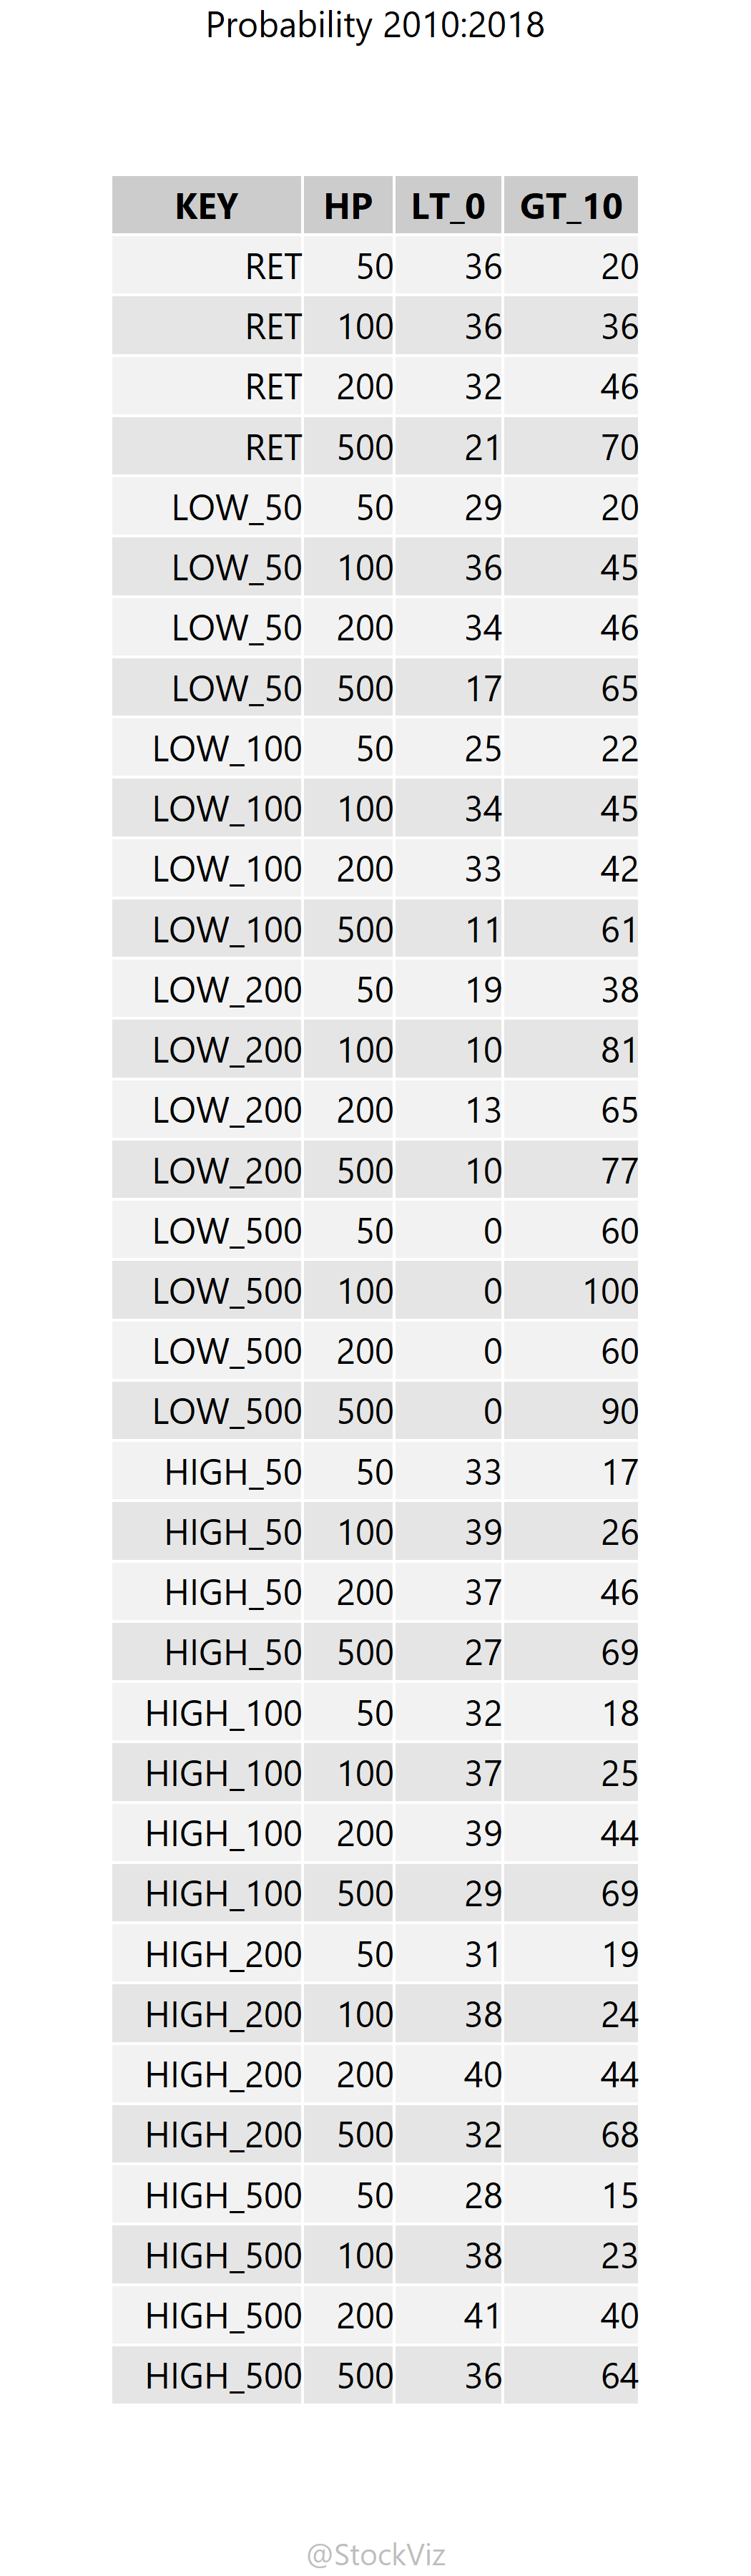 Probability 2010:2018
KEY HP LT_0 GT_10
RET 50 36 20
RET 100 36 36
RET 200 32 46
RET 500 21 70
LOW_50 50 29 20
LOW_50 100 36 45
LOW_50 200 34 46
LOW_50 500 17 65
LOW_100 50 25 22
LOW_100 100 34 45
LOW_100 200 33 42
LOW_100 500 11 61
LOW_200 50 19 38
LOW_200 100 10 81
LOW_200 200 13 65
LOW_200 500 10 77
LOW_500 50 0 60
LOW_500 100 0 100
LOW_500 200 0 60
LOW_500 500 0 90
HIGH_50 50 33 17
HIGH_50 100 39 26
HIGH_50 200 37 46
HIGH_50 500 27 69
HIGH_100 50 32 18
HIGH_100 100 37 25
HIGH_100 200 39 44
HIGH_100 500 29 69
HIGH_200 50 31 19
HIGH_200 100 38 24
HIGH_200 200 40 44
HIGH_200 500 32 68
HIGH_500 50 28 15
HIGH_500 100 38 23
HIGH_500 200 41 40
HIGH_500 500 36 64
@StockViz